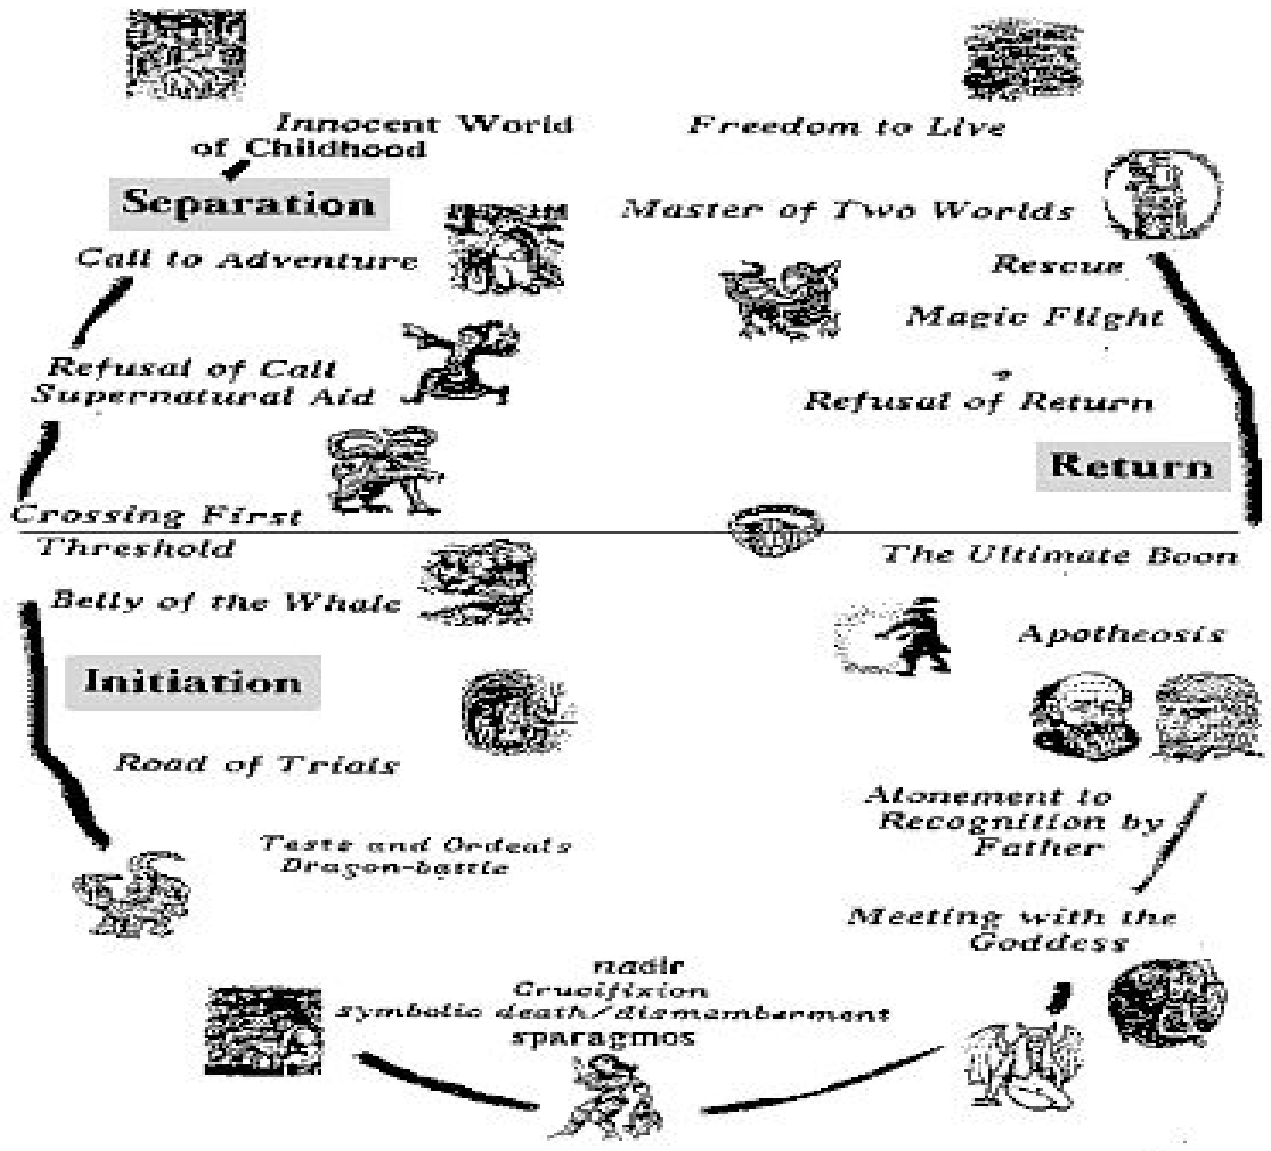 Innocent World
of Childhood
Separation
Call to Adventure
Refusal of Call
Supernatural Aid
Crossing First
Threshold
Belly of the Whale
Initiation
Road of Trials
Tests and Ordeals
Dragon-battle
nadir
Crucifixion
symbolic death/dismemberment
sparagmos
Meeting with the
Goddess
Atonement to
Recognition by
Father
Apotheosis
The Ultimate Boon
Return
Refusal of Return
Magic Flight
Rescue
Master of Two Worlds
Freedom to Live